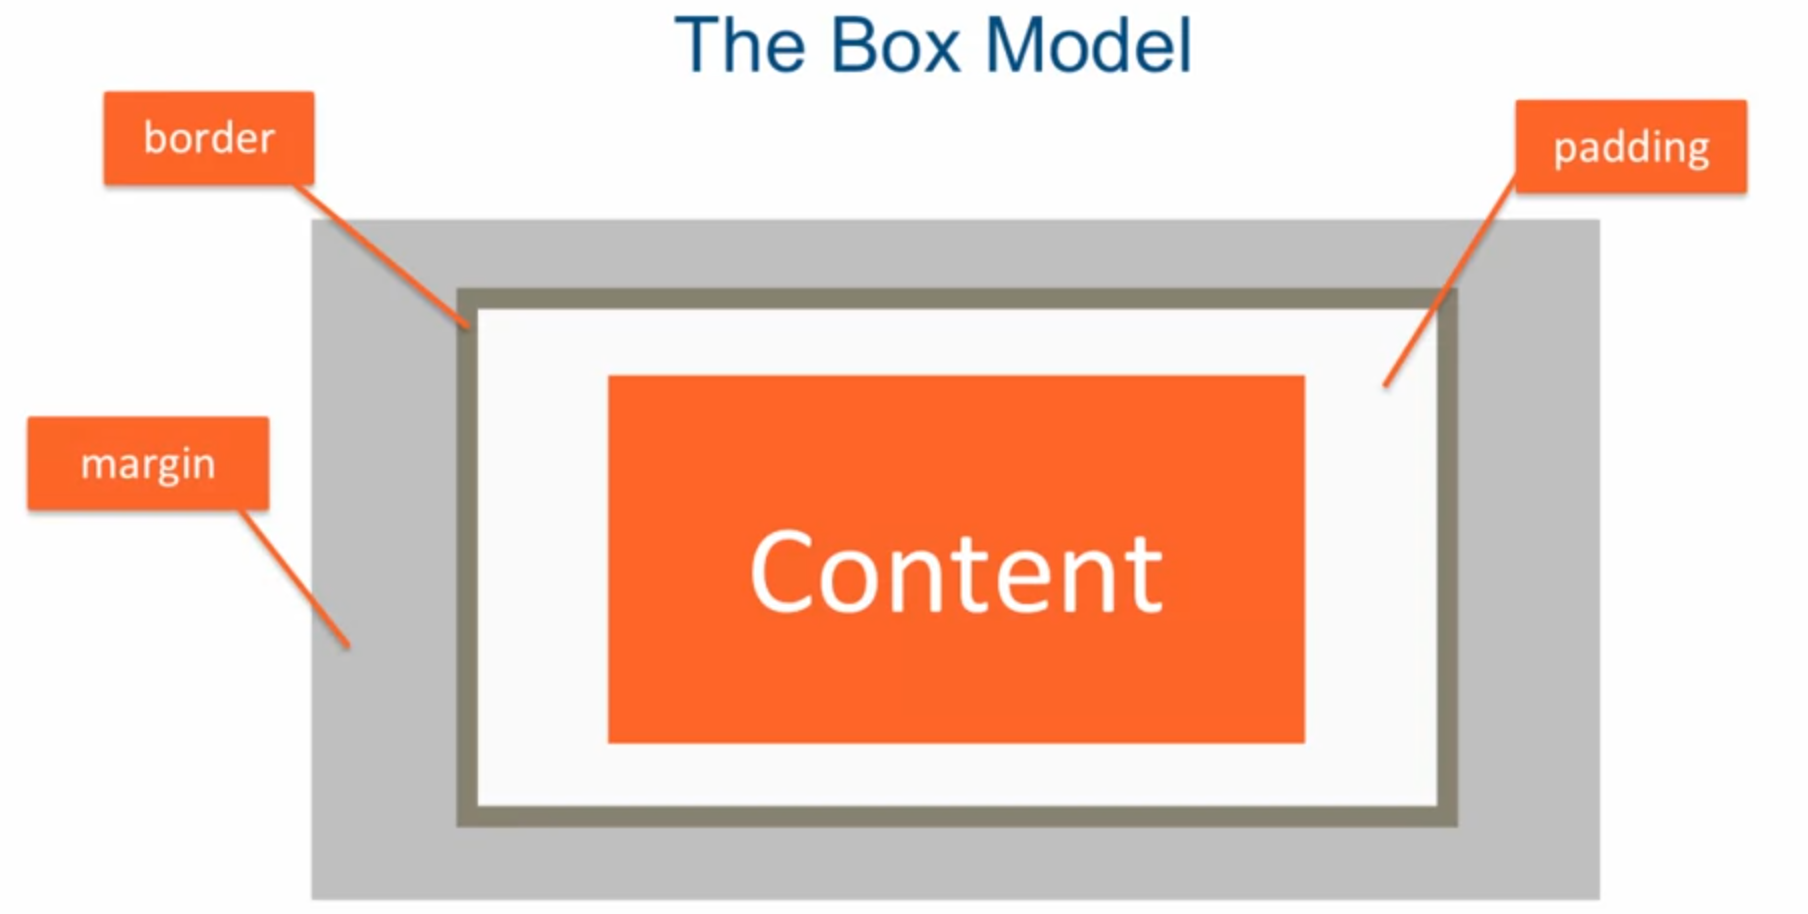 The Box Model
border
padding
margin
Content